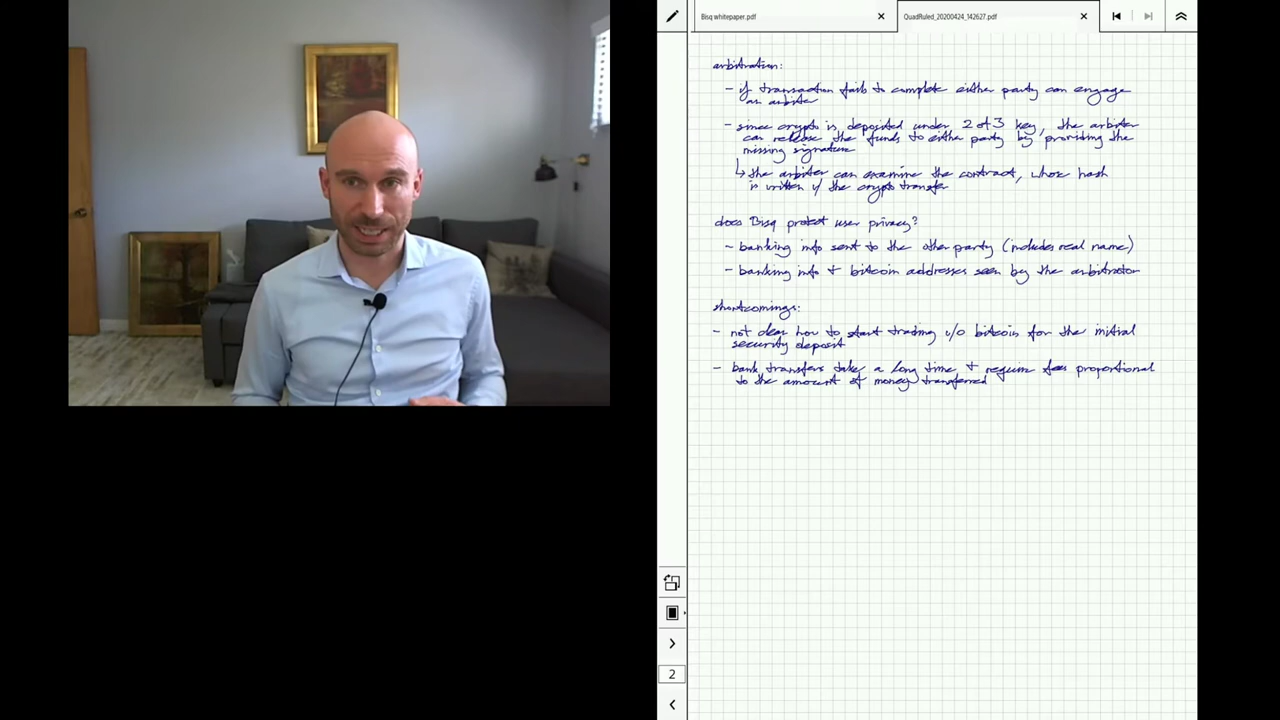 Bisq whitepaper.pdf
QuadRuled_20200424_142627.pdf
arbitration:
- if transaction fails to complete either party can engage
an arbiter
- since crypto is deposited under 2 of 3 key, the arbiter
can release the funds to either party by providing the
missing signature
↳ the arbiter can examine the contract, whose hash
is written w/ the crypto transfer
does Bisq protect user privacy?
- banking info sent to the other party (includes real name)
- banking info + bitcoin addresses seen by the arbitrator
shortcomings:
- not clear how to start trading w/o bitcoin for the initial
security deposit
- bank transfers take a long time + require fees proportional
to the amount of money transferred
2